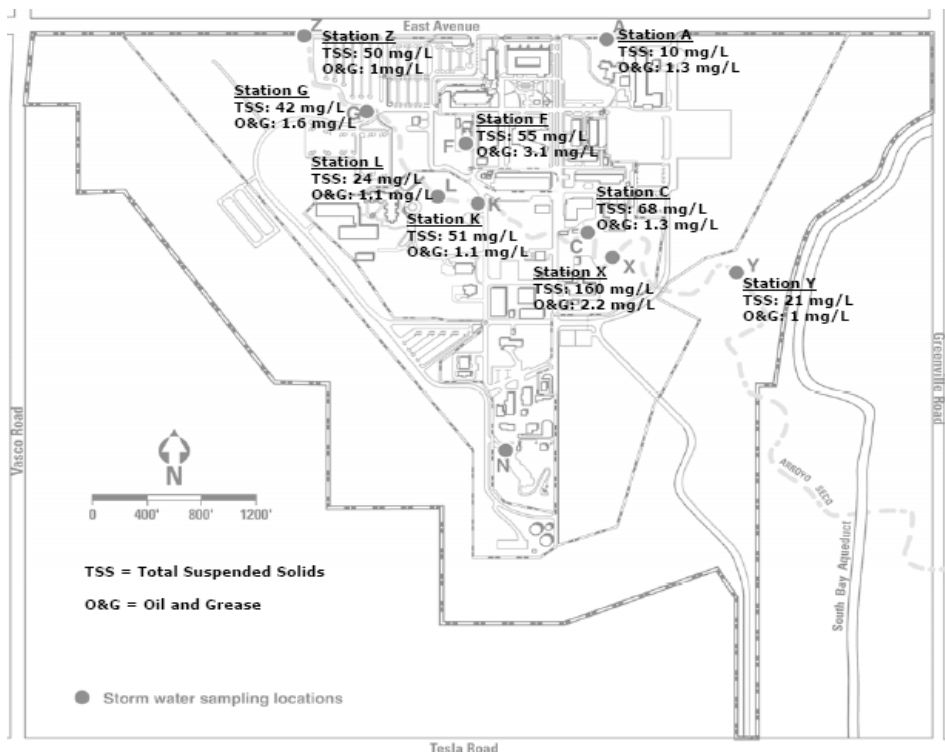 East Avenue
Z
Station Z
TSS: 50 mg/L
O&G: 1mg/L
A
Station A
TSS: 10 mg/L
O&G: 1.3 mg/L
Station G
TSS: 42 mg/L
O&G: 1.6 mg/L
G
Station F
TSS: 55 mg/L
O&G: 3.1 mg/L
F
Station L
TSS: 24 mg/L
O&G: 1.1 mg/L
L
K
Station K
TSS: 51 mg/L
O&G: 1.1 mg/L
Station C
TSS: 68 mg/L
O&G: 1.3 mg/L
C
X
Station X
TSS: 160 mg/L
O&G: 2.2 mg/L
Y
Station Y
TSS: 21 mg/L
O&G: 1 mg/L
Vasco Road
Greenville Road
N
N
0 400' 800' 1200'
ARROYO SECO
South Bay Aqueduct
TSS = Total Suspended Solids
O&G = Oil and Grease
Storm water sampling locations
Tesla Road